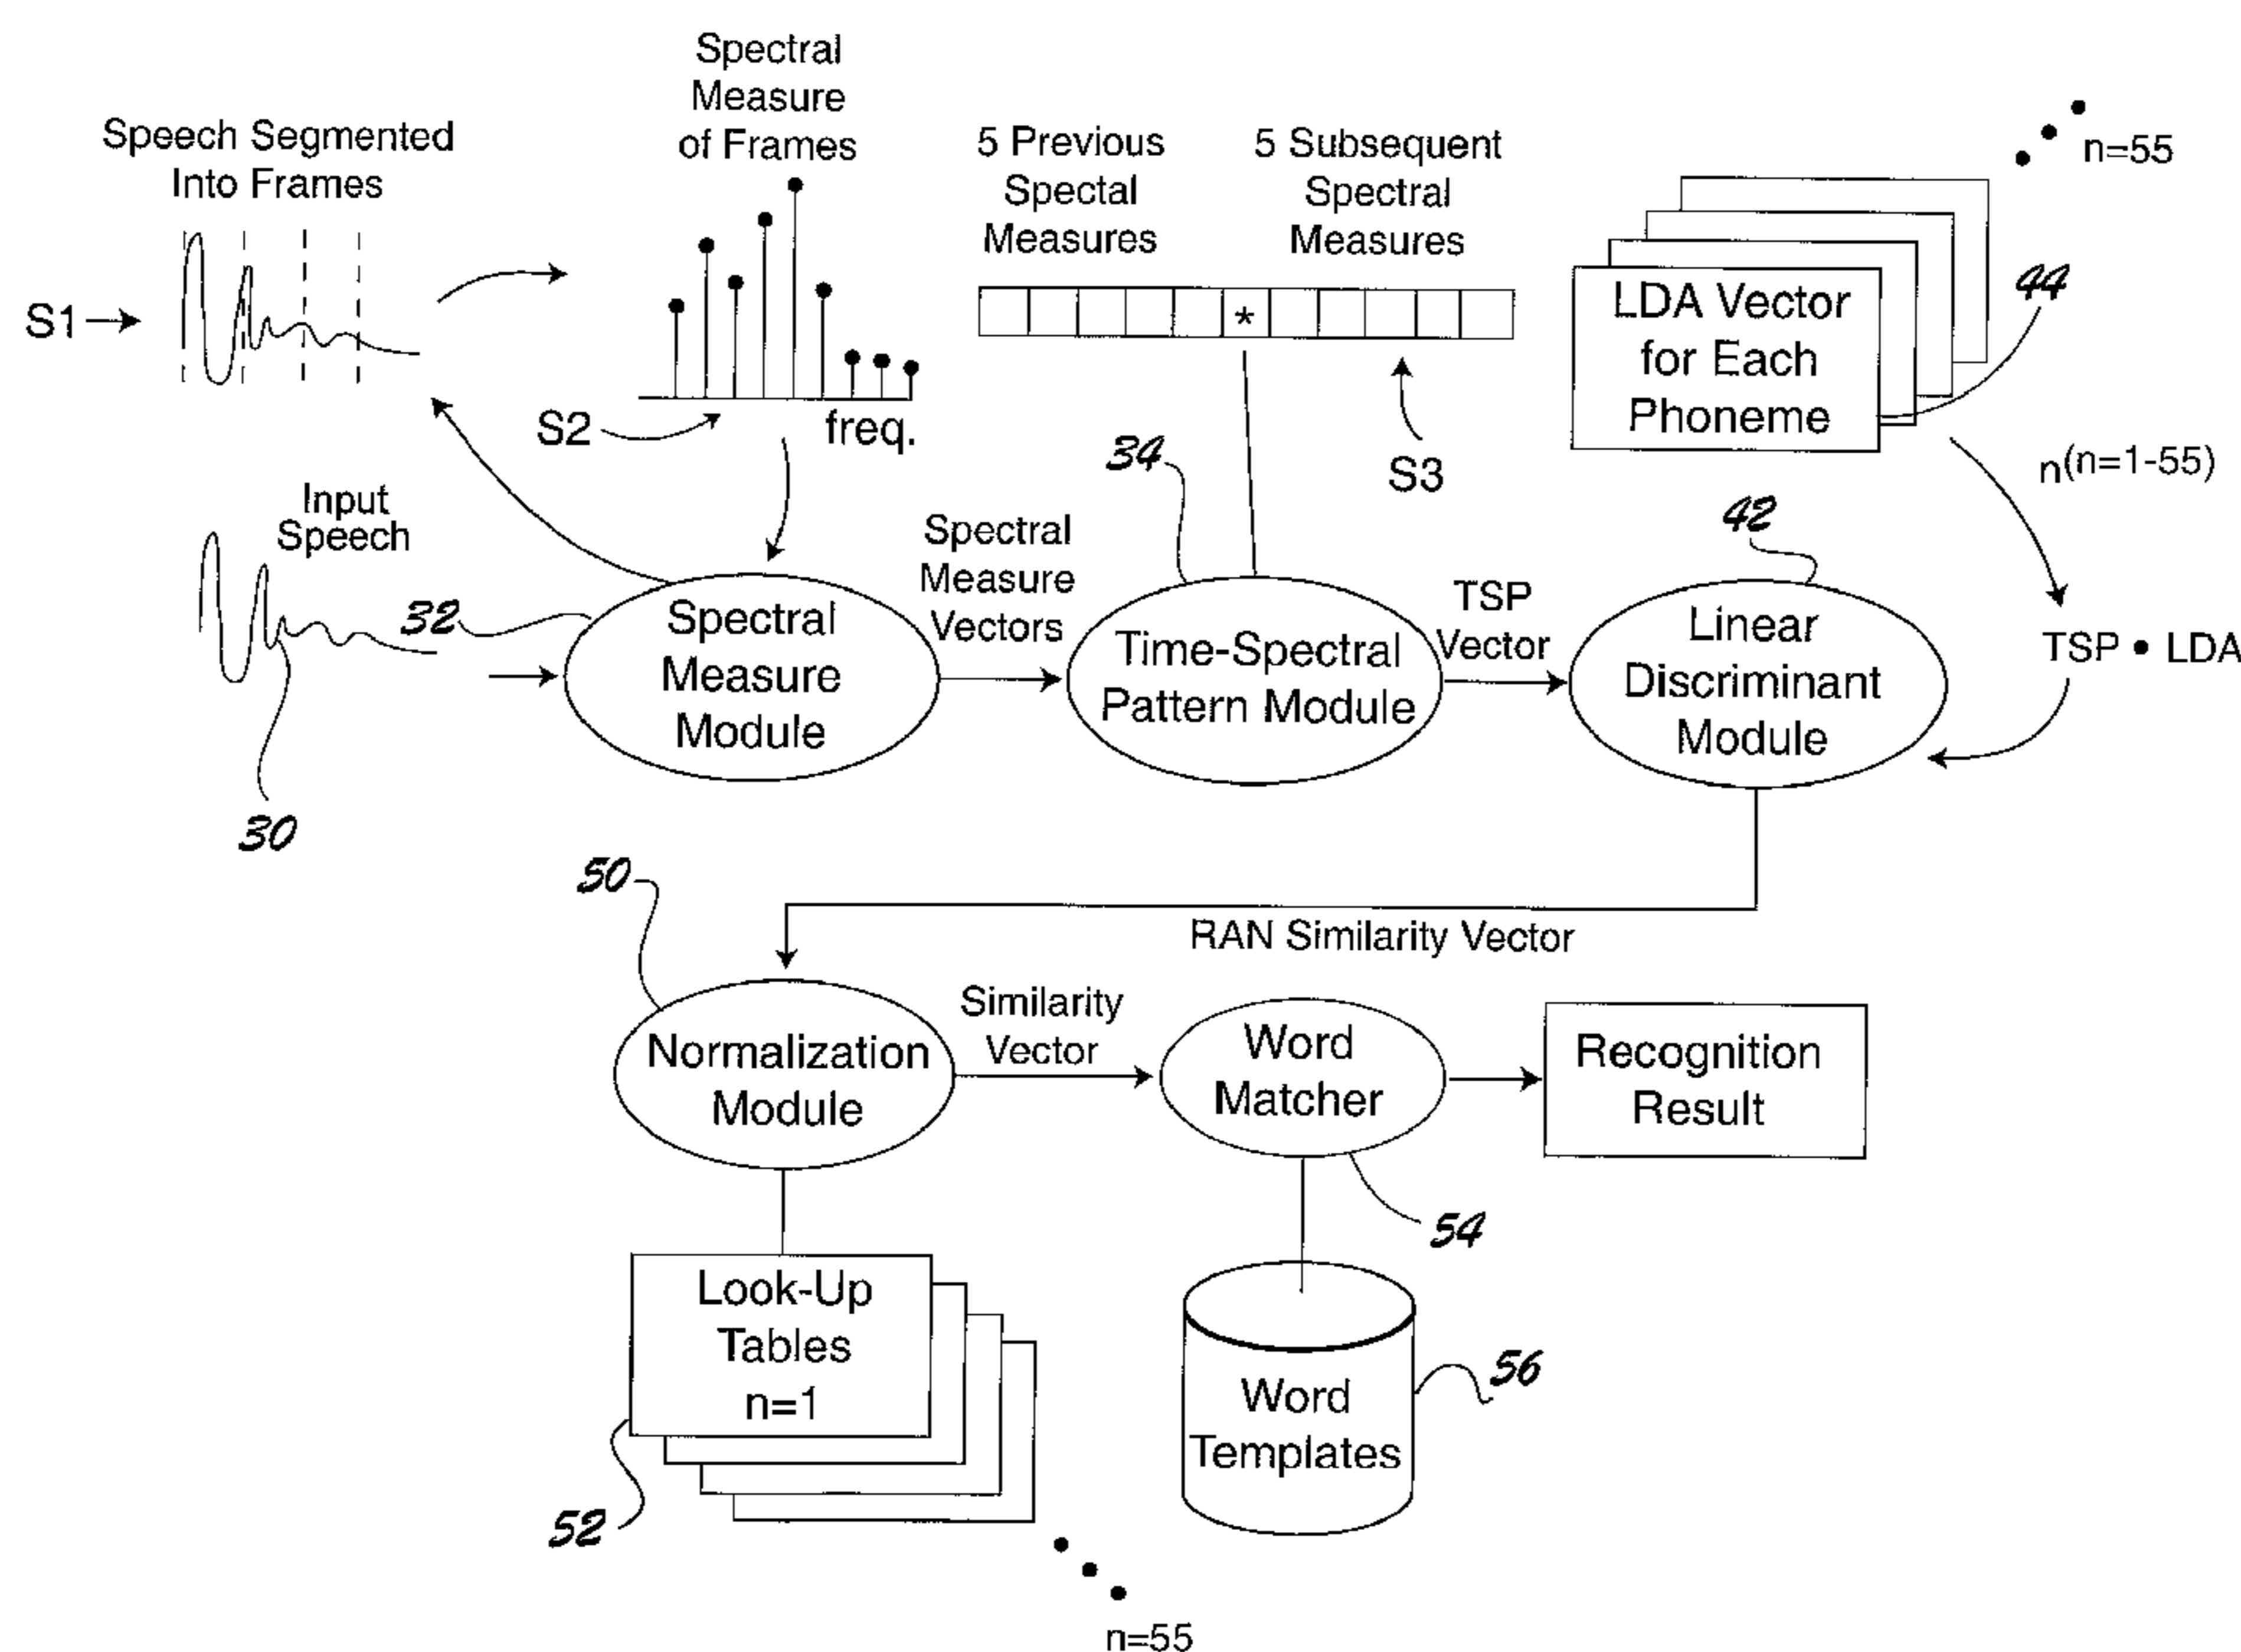 Speech Segmented
Into Frames
S1
Spectral
Measure
of Frames
S2
freq.
5 Previous
Spectal
Measures
5 Subsequent
Spectral
Measures
*
S3
n=55
LDA Vector
for Each
Phoneme
44
n(n=1-55)
TSP • LDA
Input
Speech
30
32
Spectral
Measure
Module
Spectral
Measure
Vectors
34
Time-Spectral
Pattern Module
TSP
Vector
42
Linear
Discriminant
Module
RAN Similarity Vector
50
Normalization
Module
Similarity
Vector
Word
Matcher
54
Recognition
Result
Look-Up
Tables
n=1
52
n=55
Word
Templates
56